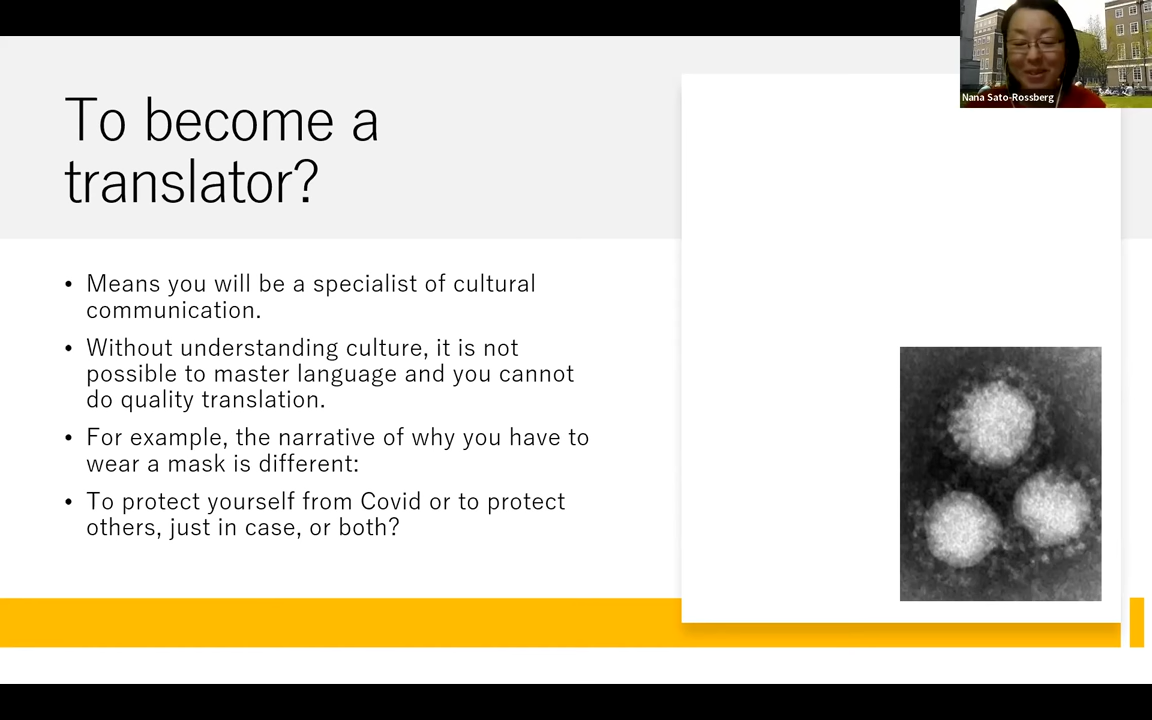 Nana Sato-Rossberg
To become a
translator?
• Means you will be a specialist of cultural
communication.
• Without understanding culture, it is not
possible to master language and you cannot
do quality translation.
• For example, the narrative of why you have to
wear a mask is different:
• To protect yourself from Covid or to protect
others, just in case, or both?